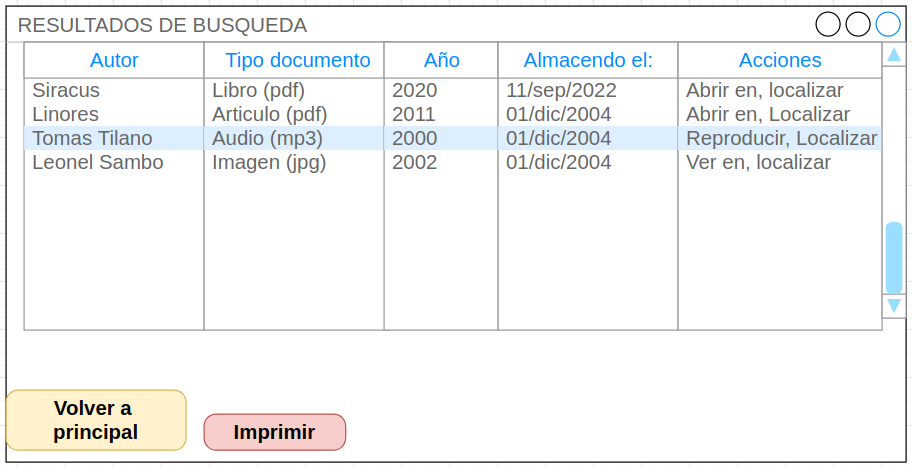 RESULTADOS DE BUSQUEDA
Autor Tipo documento Año Almacendo el: Acciones
Siracus Libro (pdf) 2020 11/sep/2022 Abrir en, localizar
Linores Articulo (pdf) 2011 01/dic/2004 Abrir en, Localizar
Tomas Tilano Audio (mp3) 2000 01/dic/2004 Reproducir, Localizar
Leonel Sambo Imagen (jpg) 2002 01/dic/2004 Ver en, localizar
Volver a
principal
Imprimir